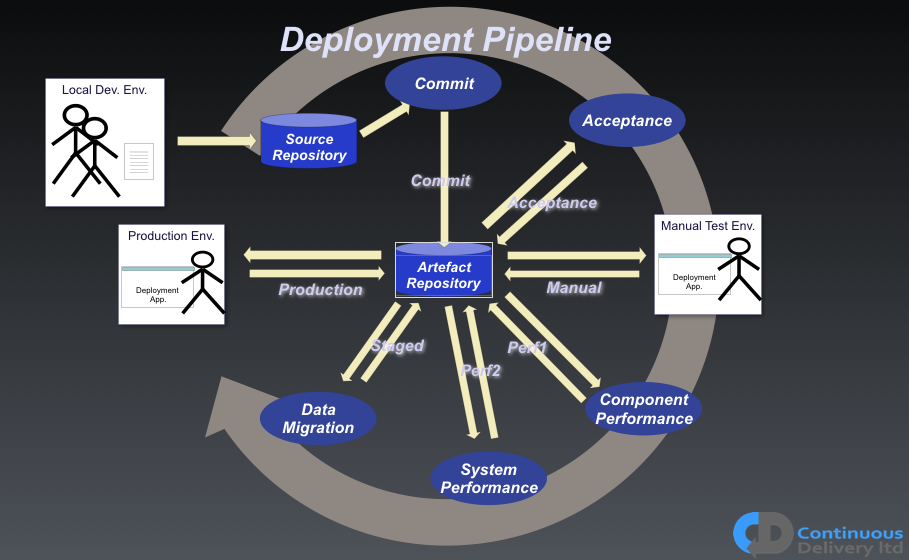 Deployment Pipeline
Local Dev. Env.
Commit
Source
Repository
Acceptance
Commit
Acceptance
Production Env.
Deployment
App.
Artefact
Repository
Manual Test Env.
Deployment
App.
Production
Manual
Staged
Perf2
Perf1
Data
Migration
Component
Performance
System
Performance
Continuous
Delivery ltd